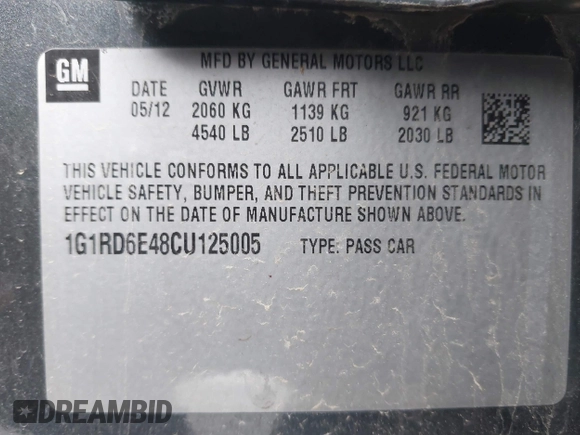 GM
MFD BY GENERAL MOTORS LLC
DATE GVWR GAWR FRT GAWR RR
05/12 2060 KG 1139 KG 921 KG
4540 LB 2510 LB 2030 LB
THIS VEHICLE CONFORMS TO ALL APPLICABLE U.S. FEDERAL MOTOR
VEHICLE SAFETY, BUMPER, AND THEFT PREVENTION STANDARDS IN
EFFECT ON THE DATE OF MANUFACTURE SHOWN ABOVE.
1G1RD6E48CU125005 TYPE: PASS CAR
DREAMBID